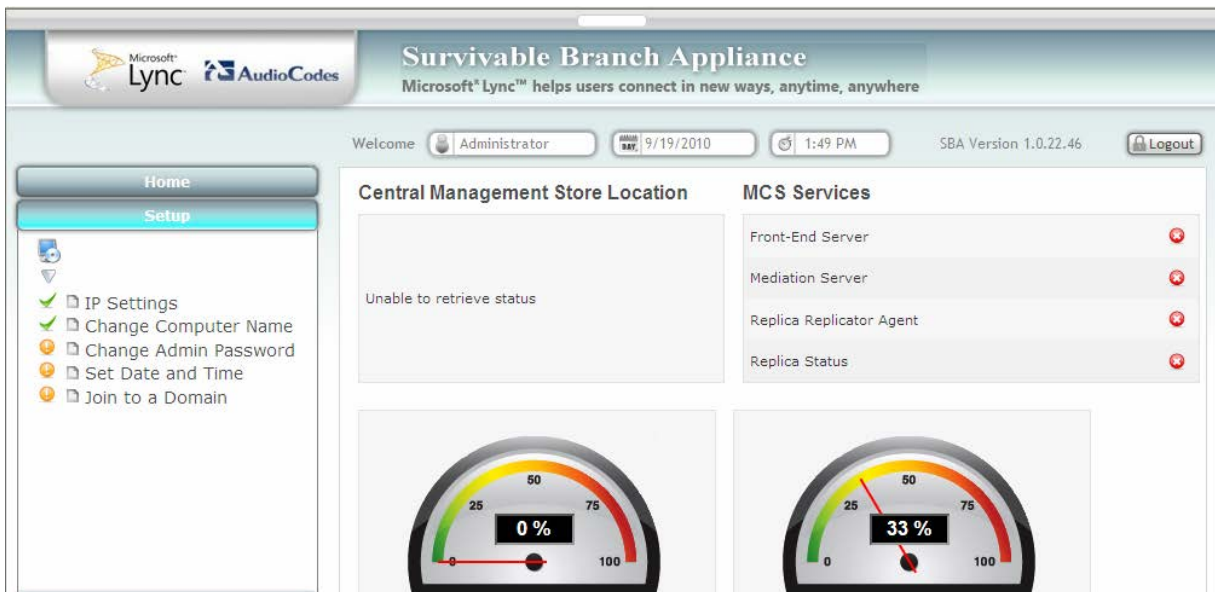 Microsoft®
Lync
AudioCodes
Survivable Branch Appliance
Microsoft® Lync™ helps users connect in new ways, anytime, anywhere
Welcome
Administrator
DAY,
9/19/2010
1:49 PM
SBA Version 1.0.22.46
Logout
Home
Setup
IP Settings
Change Computer Name
Change Admin Password
Set Date and Time
Join to a Domain
Central Management Store Location
Unable to retrieve status
MCS Services
Front-End Server
Mediation Server
Replica Replicator Agent
Replica Status
0
25
50
75
100
0 %
0
25
50
75
100
33 %